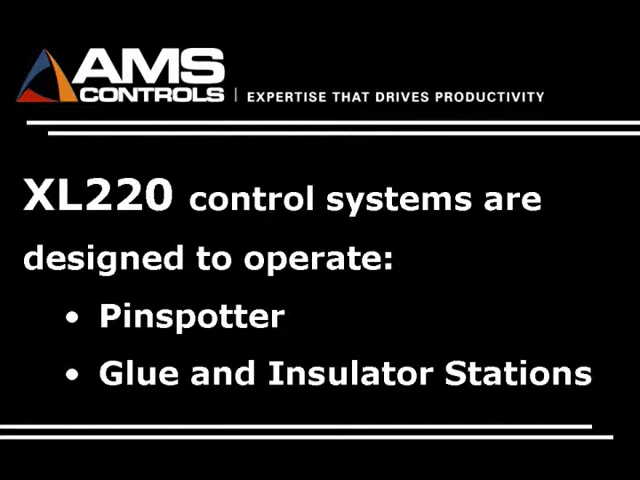 AMS
CONTROLS | EXPERTISE THAT DRIVES PRODUCTIVITY
XL220 control systems are
designed to operate:
• Pinspotter
• Glue and Insulator Stations